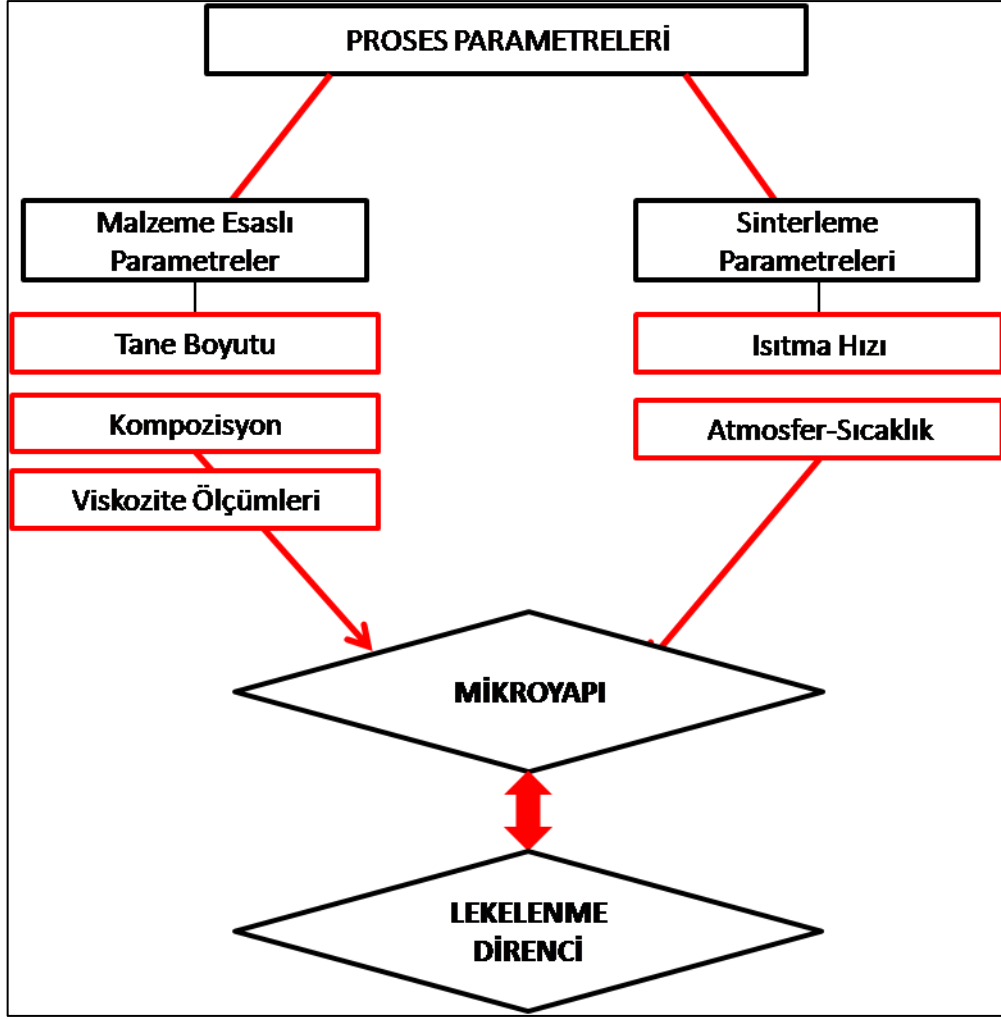 PROSES PARAMETRELERİ
Malzeme Esaslı
Parametreler
Tane Boyutu
Kompozisyon
Viskozite Ölçümleri
Sinterleme
Parametreleri
Isıtma Hızı
Atmosfer-Sıcaklık
MİKROYAPI
LEKELENME
DİRENCİ